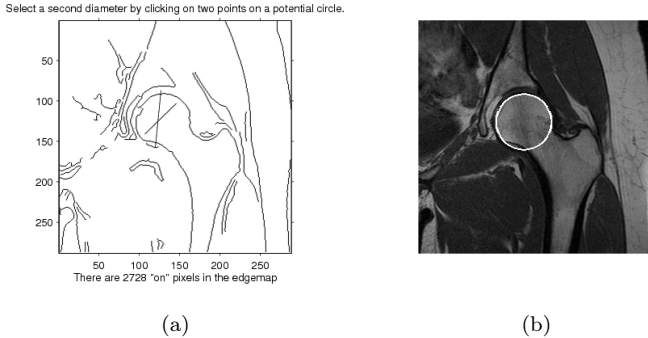 Select a second diameter by clicking on two points on a potential circle.
50
100
150
200
250
50 100 150 200 250
There are 2728 "on" pixels in the edgemap
(a) (b)